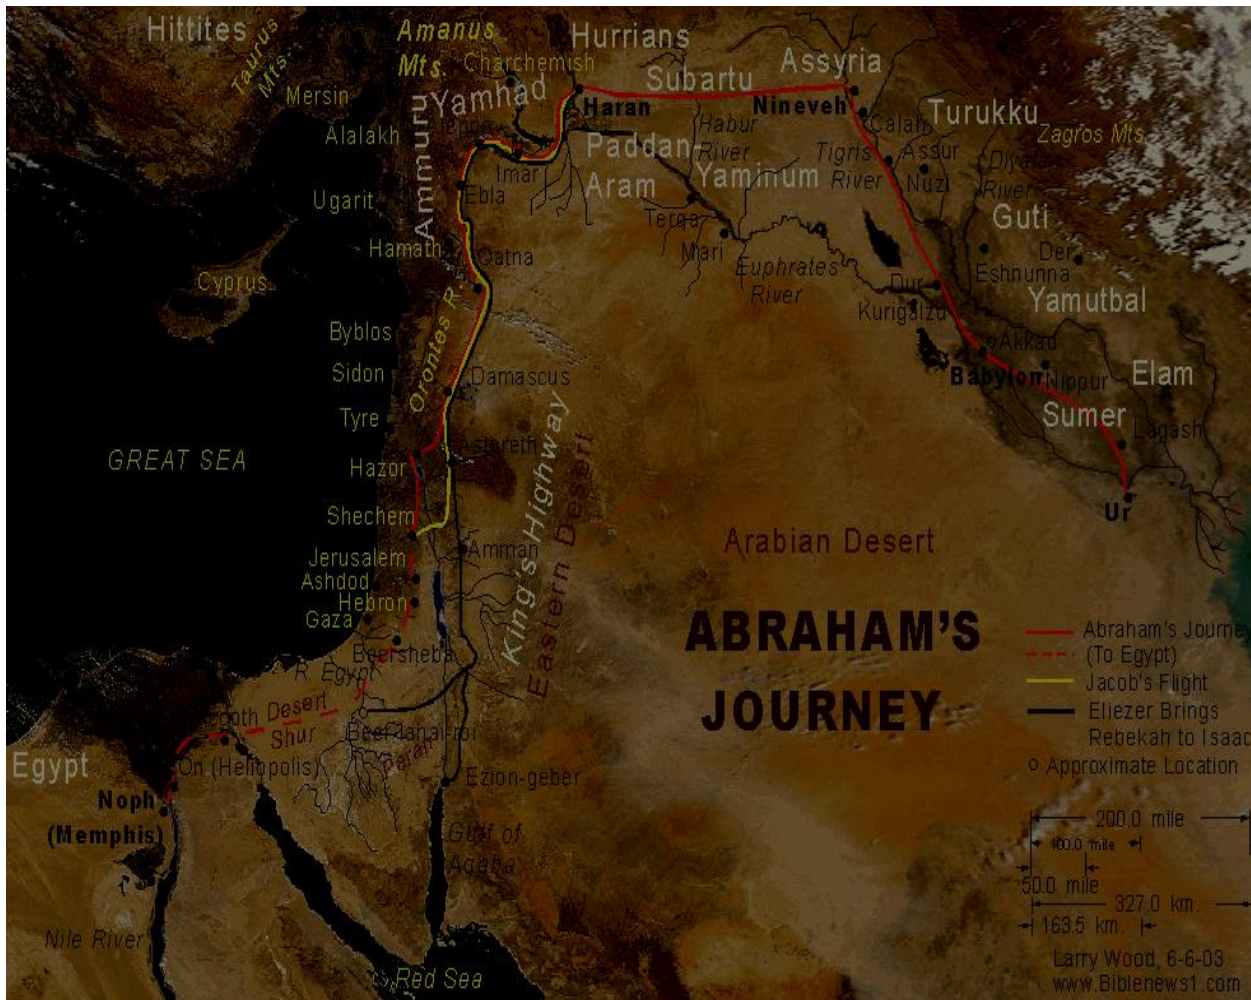 Hittites
Taurus
Mts.
Amanus
Mts.
Hurrians
Charchemish
Subartu
Assyria
Mersin
Yamhad
Haran
Nineveh
Turukku
Calah
Zagros Mts.
Alalakh
Ammuru
Aleppo
Imar
Paddan-
Aram
Habur
River
Tigris
River
Assur
Nuzi
Diyala
River
Ugarit
Ebla
Yaminum
Terqa
Mari
Guti
Hamath
Qatna
Euphrates
River
Der
Eshnunna
Cyprus
Dur
Kurigalzu
Yamutbal
Orontes R.
Byblos
Akkad
Sidon
Damascus
Babylon
Nippur
Elam
Tyre
Sumer
Lagash
GREAT SEA
Hazor
Astereth
King's Highway
Eastern Desert
Ur
Shechem
Arabian Desert
Jerusalem
Amman
Ashdod
Hebron
Gaza
Beersheba
R. Egypt
ABRAHAM'S
JOURNEY
Abraham's Journey
(To Egypt)
Jacob's Flight
Eliezer Brings
Rebekah to Isaac
Approximate Location
Desert
Shur
Beer-lahai-roi
Paran
Egypt
On (Heliopolis)
Ezion-geber
Noph
(Memphis)
Gulf of
Aqaba
200.0 mile
100.0 mile
50.0 mile
327.0 km.
163.5 km.
Nile River
Red Sea
Larry Wood, 6-6-03
www.Biblenews1.com